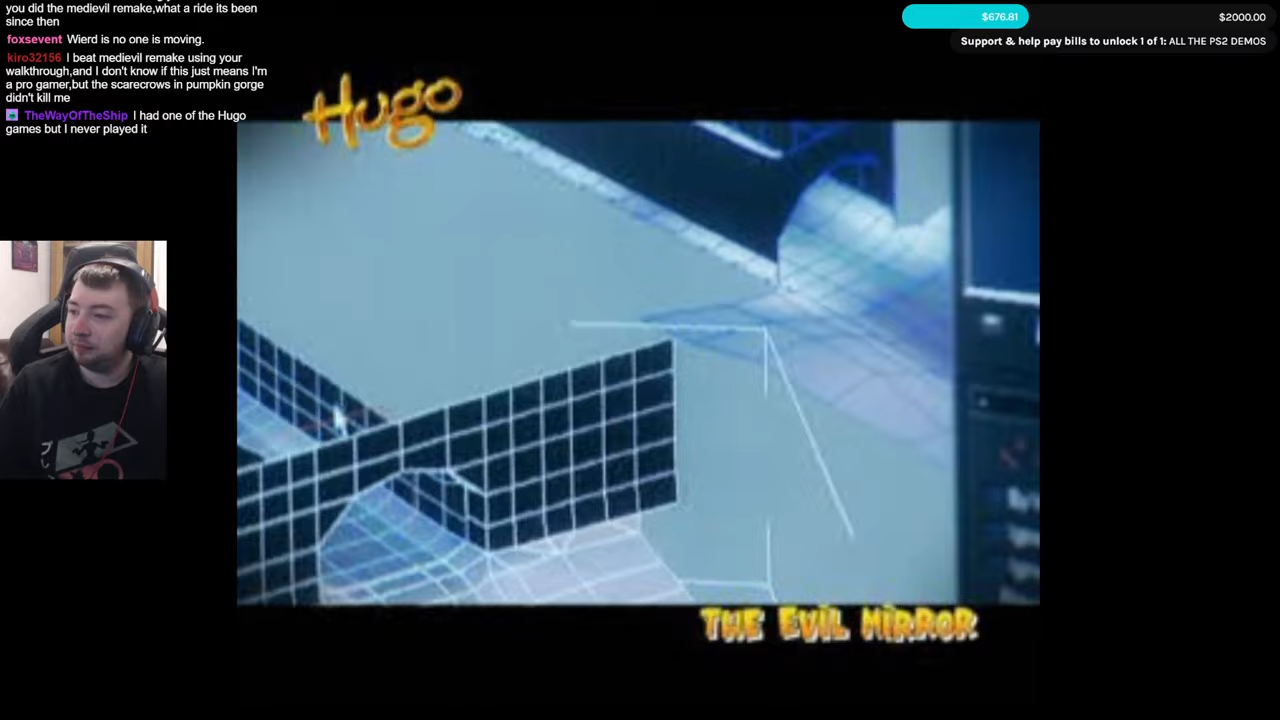 you did the medievil remake,what a ride its been
since then
foxsevent Wierd is no one is moving.
kiro32156 I beat medievil remake using your
walkthrough,and I don't know if this just means I'm
a pro gamer,but the scarecrows in pumpkin gorge
didn't kill me
TheWayOfTheShip I had one of the Hugo
games but I never played it
$676.81
$2000.00
Support & help pay bills to unlock 1 of 1: ALL THE PS2 DEMOS
Hugo
THE EVIL MIRROR